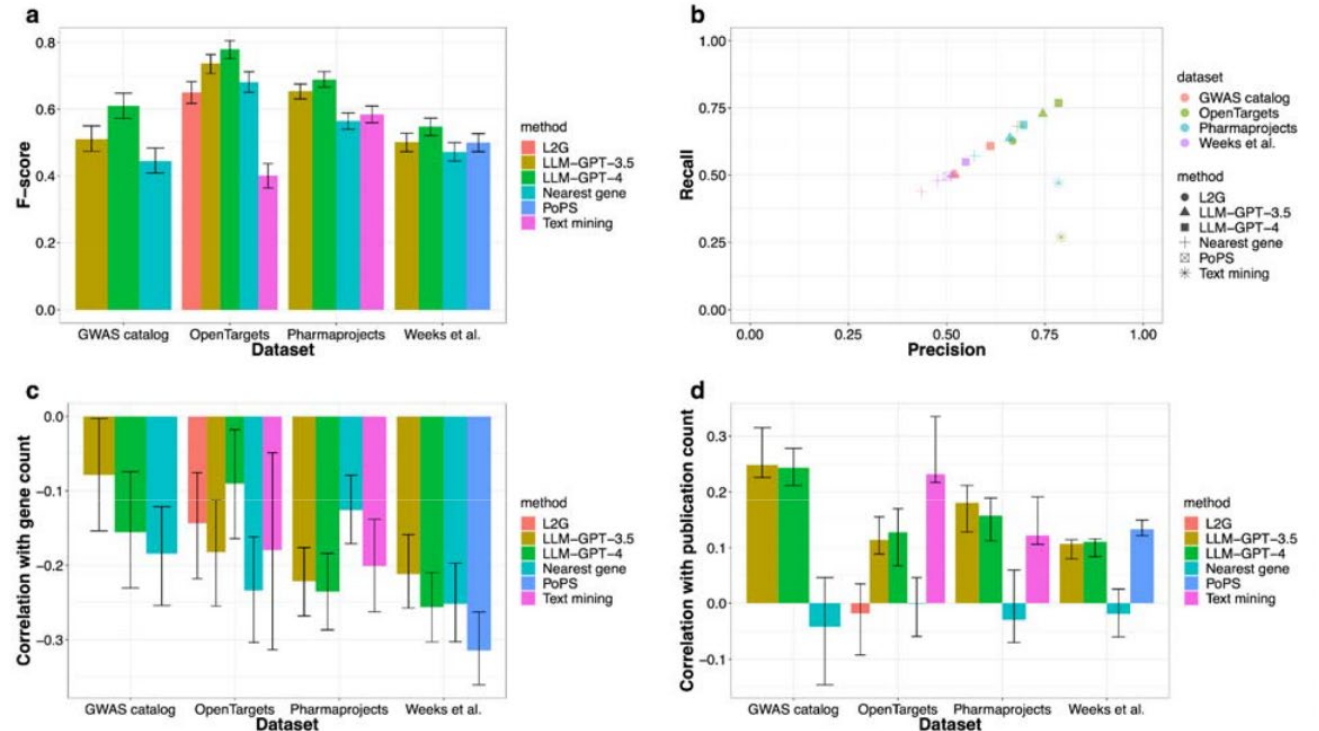 a
F-score
0.8
0.6
0.4
0.2
0.0
GWAS catalog
OpenTargets
Pharmaprojects
Weeks et al.
Dataset
method
L2G
LLM-GPT-3.5
LLM-GPT-4
Nearest gene
PoPS
Text mining
b
Recall
1.00
0.75
0.50
0.25
0.00
0.00
0.25
0.50
0.75
1.00
Precision
dataset
GWAS catalog
OpenTargets
Pharmaprojects
Weeks et al.
method
L2G
LLM-GPT-3.5
LLM-GPT-4
Nearest gene
PoPS
Text mining
c
Correlation with gene count
0.0
-0.1
-0.2
-0.3
GWAS catalog
OpenTargets
Pharmaprojects
Weeks et al.
Dataset
method
L2G
LLM-GPT-3.5
LLM-GPT-4
Nearest gene
PoPS
Text mining
d
Correlation with publication count
0.3
0.2
0.1
0.0
-0.1
GWAS catalog
OpenTargets
Pharmaprojects
Weeks et al.
Dataset
method
L2G
LLM-GPT-3.5
LLM-GPT-4
Nearest gene
PoPS
Text mining